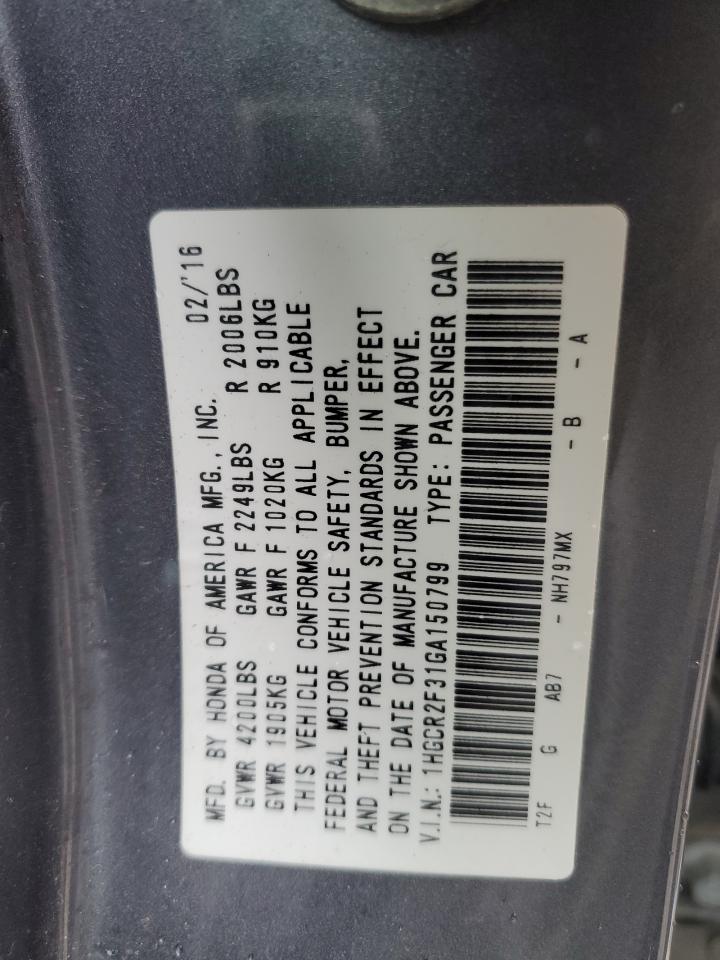 MFD. BY HONDA OF AMERICA MFG., INC. 02/'16
GVWR 4200LBS GAWR F 2249LBS R 2006LBS
GVWR 1905KG GAWR F 1020KG R 910KG
THIS VEHICLE CONFORMS TO ALL APPLICABLE
FEDERAL MOTOR VEHICLE SAFETY, BUMPER,
AND THEFT PREVENTION STANDARDS IN EFFECT
ON THE DATE OF MANUFACTURE SHOWN ABOVE.
V.I.N.: 1HGCR2F31GA150799 TYPE: PASSENGER CAR
T2F G AB7 - NH797MX - B - A